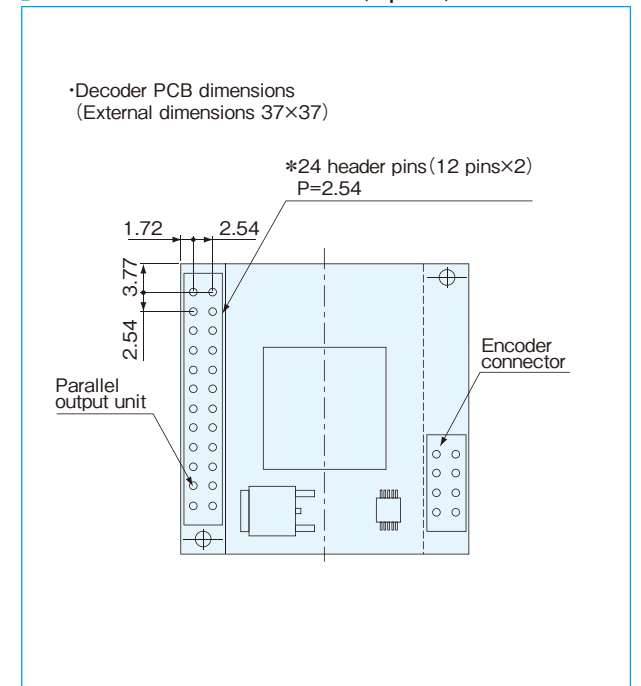 ·Decoder PCB dimensions
(External dimensions 37×37)
*24 header pins(12 pins×2)
P=2.54
1.72
2.54
3.77
2.54
Encoder
connector
Parallel
output unit